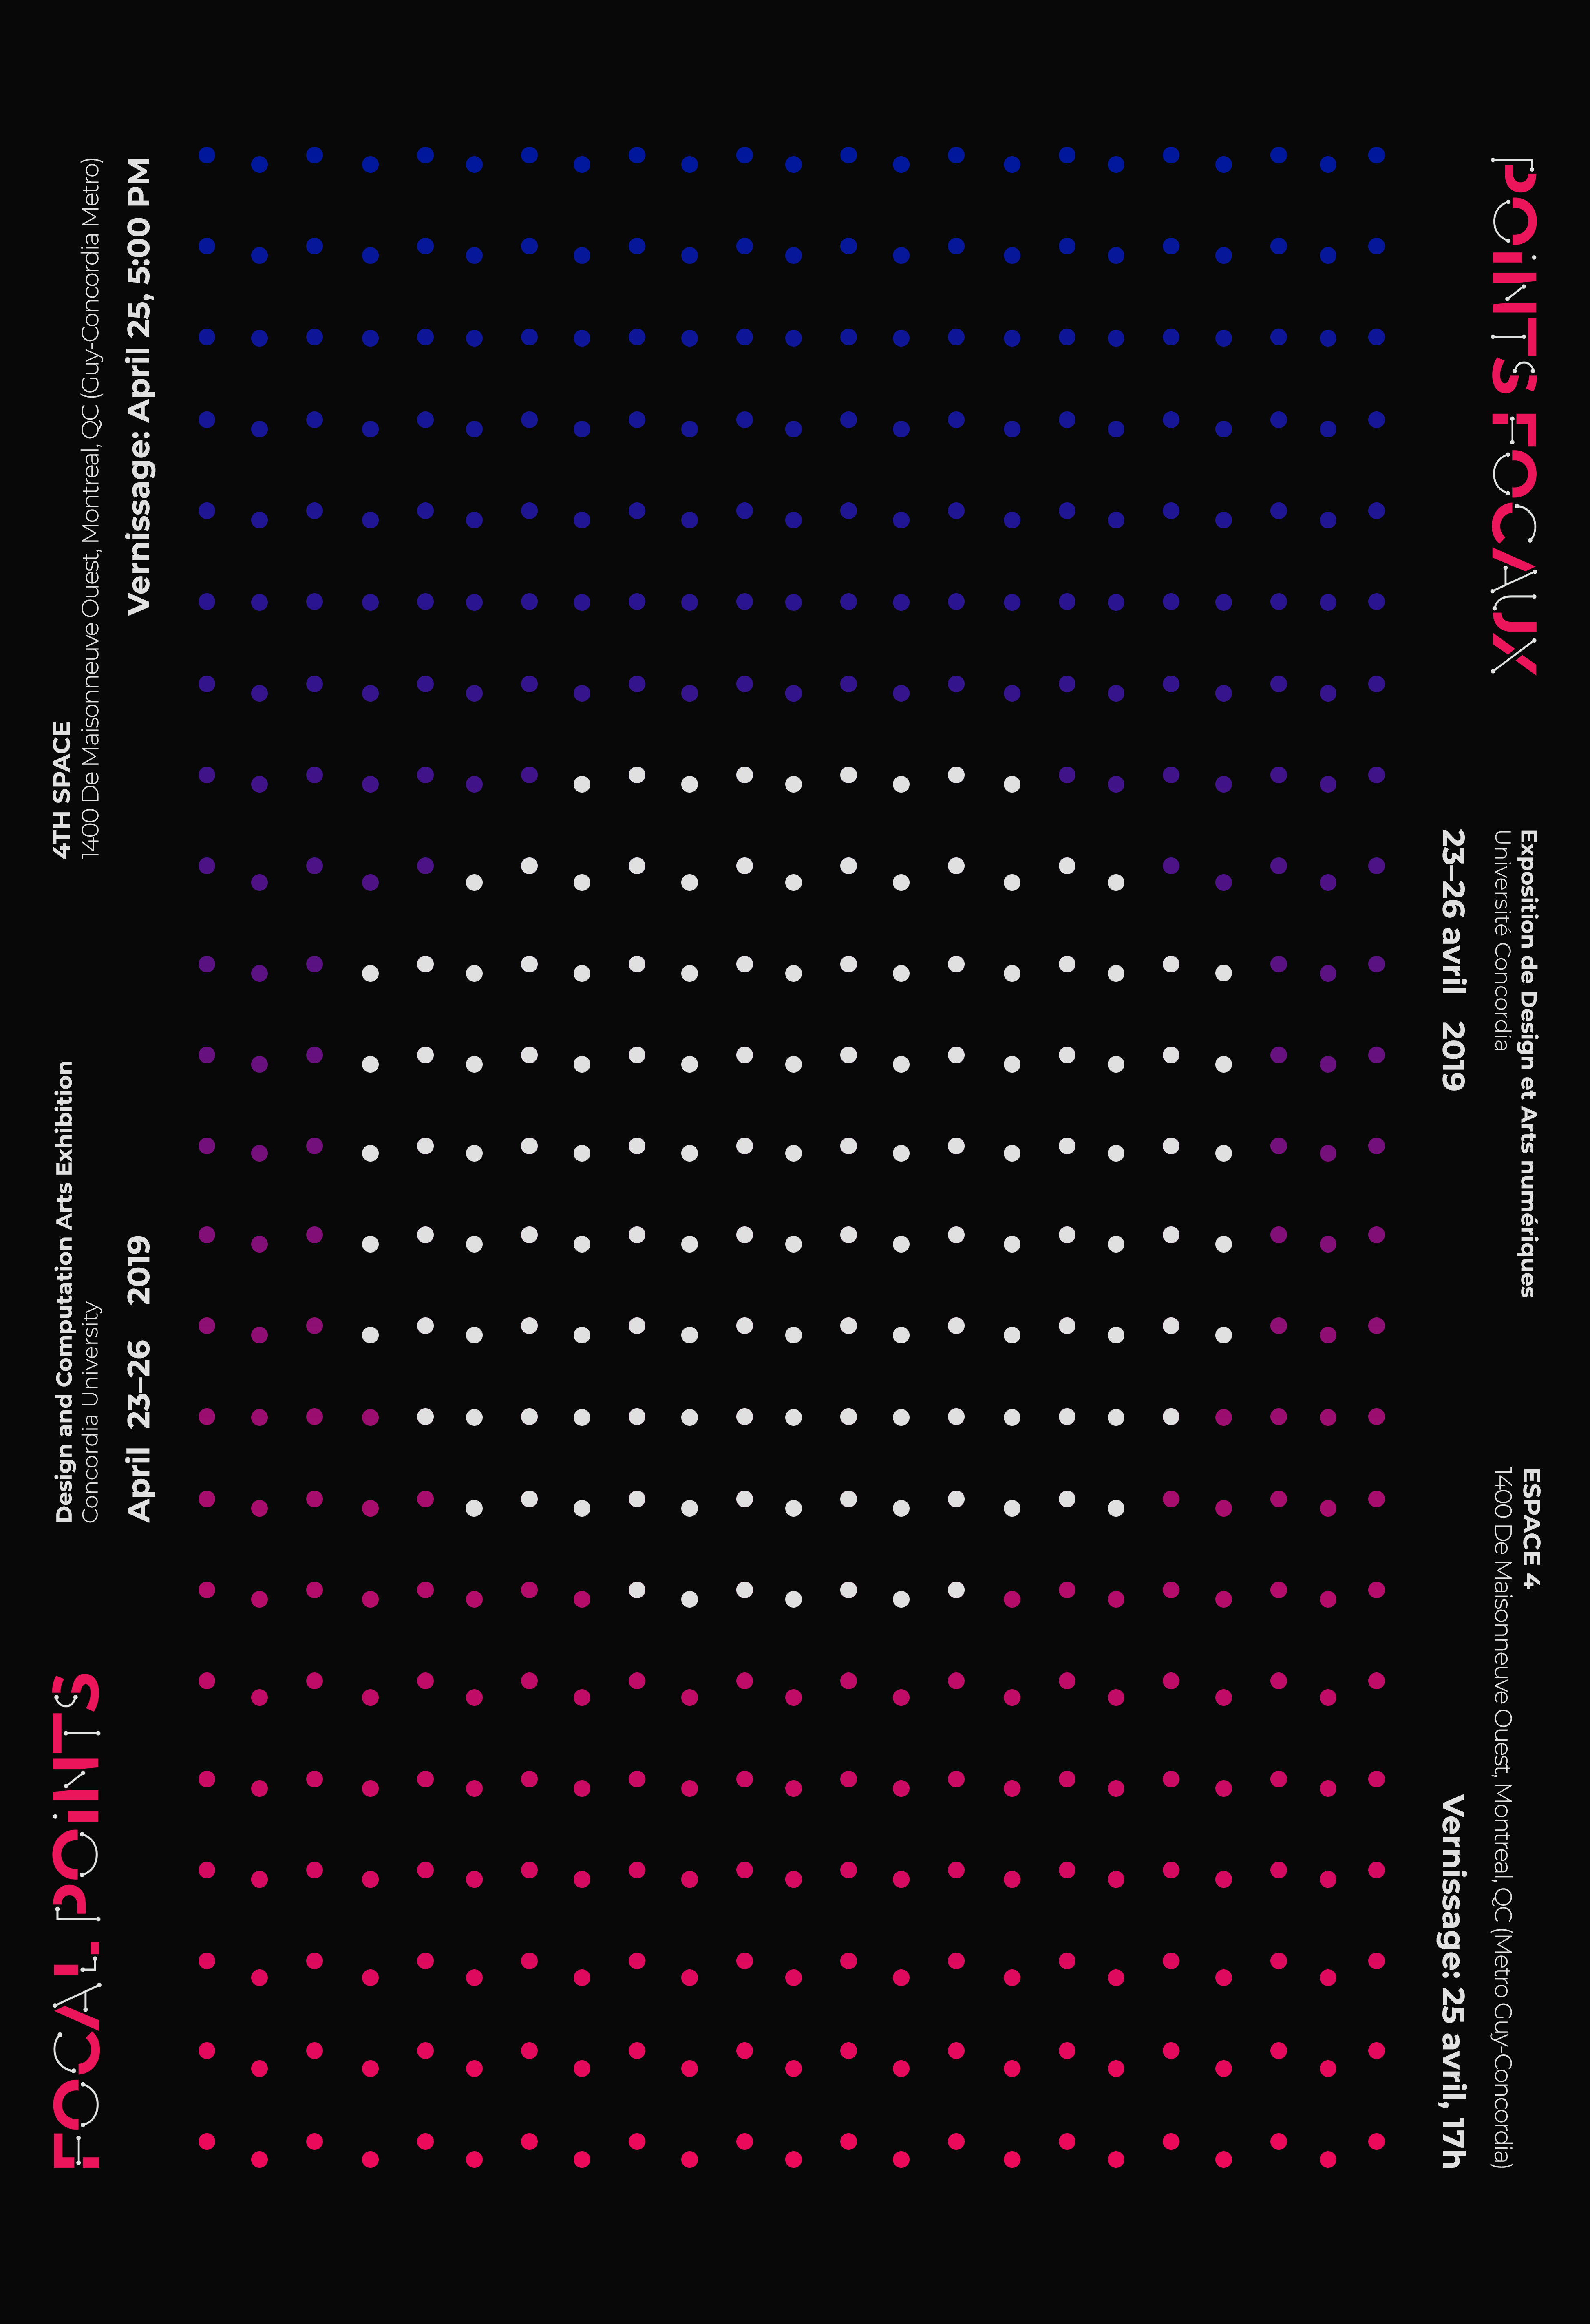 FOCAL POiNTS
Design and Computation Arts Exhibition
Concordia University
April 23–26 2019
4TH SPACE
1400 De Maisonneuve Ouest, Montreal, QC (Guy-Concordia Metro)
Vernissage: April 25, 5:00 PM
POiNTS FOCAUX
Exposition de Design et Arts numériques
Université Concordia
23–26 avril 2019
ESPACE 4
1400 De Maisonneuve Ouest, Montreal, QC (Metro Guy-Concordia)
Vernissage: 25 avril, 17h